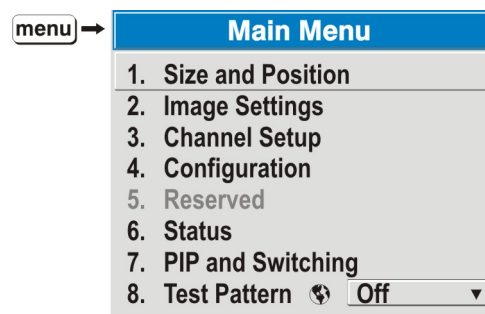 menu
Main Menu
1. Size and Position
2. Image Settings
3. Channel Setup
4. Configuration
5. Reserved
6. Status
7. PIP and Switching
8. Test Pattern Off